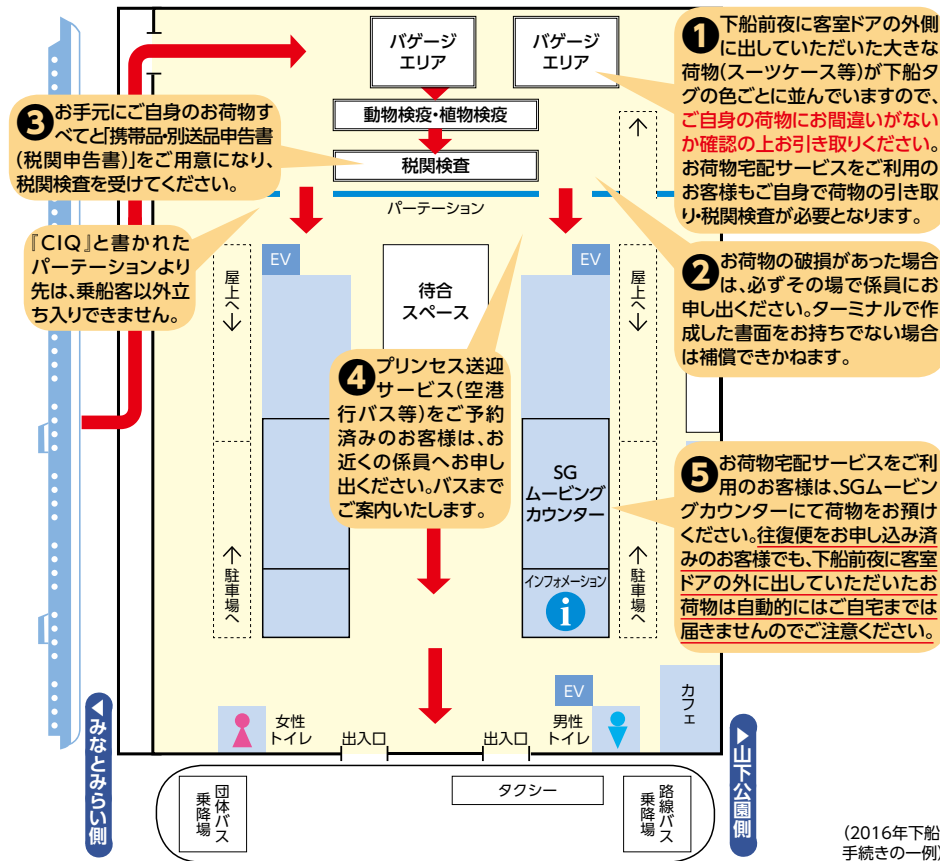 バゲージ
エリア
バゲージ
エリア
動物検疫・植物検疫
税関検査
パーテーション
❶下船前夜に客室ドアの外側
に出していただいた大きな
荷物(スーツケース等)が下船タ
グの色ごとに並んでいますので、
ご自身の荷物にお間違いがない
か確認の上お引き取りください。
お荷物宅配サービスをご利用の
お客様もご自身で荷物の引き取
り・税関検査が必要となります。
❸お手元にご自身のお荷物す
べてと「携帯品・別送品申告書
(税関申告書)」をご用意になり、
税関検査を受けてください。
『CIQ』と書かれた
パーテーションより
先は、乗船客以外立
ち入りできません。
❷お荷物の破損があった場合
は、必ずその場で係員にお
申し出ください。ターミナルで作
成した書面をお持ちでない場合
は補償できかねます。
EV
EV
屋上へ↓
待合
スペース
屋上へ↓
❹プリンセス送迎
サービス(空港
行バス等)をご予約
済みのお客様は、お
近くの係員へお申し
出ください。バスまで
ご案内いたします。
SG
ムービング
カウンター
❺お荷物宅配サービスをご利
用のお客様は、SGムービン
グカウンターにて荷物をお預け
ください。往復便をお申し込み済
みのお客様でも、下船前夜に客室
ドアの外に出していただいたお
荷物は自動的にはご自宅までは
届きませんのでご注意ください。
↑駐車場へ
インフォメーション
i
↑駐車場へ
EV
カフェ
女性
トイレ
出入口
出入口
男性
トイレ
◀みなとみらい側
▶山下公園側
団体バス
乗降場
タクシー
路線バス
乗降場
(2016年下船
手続きの一例)